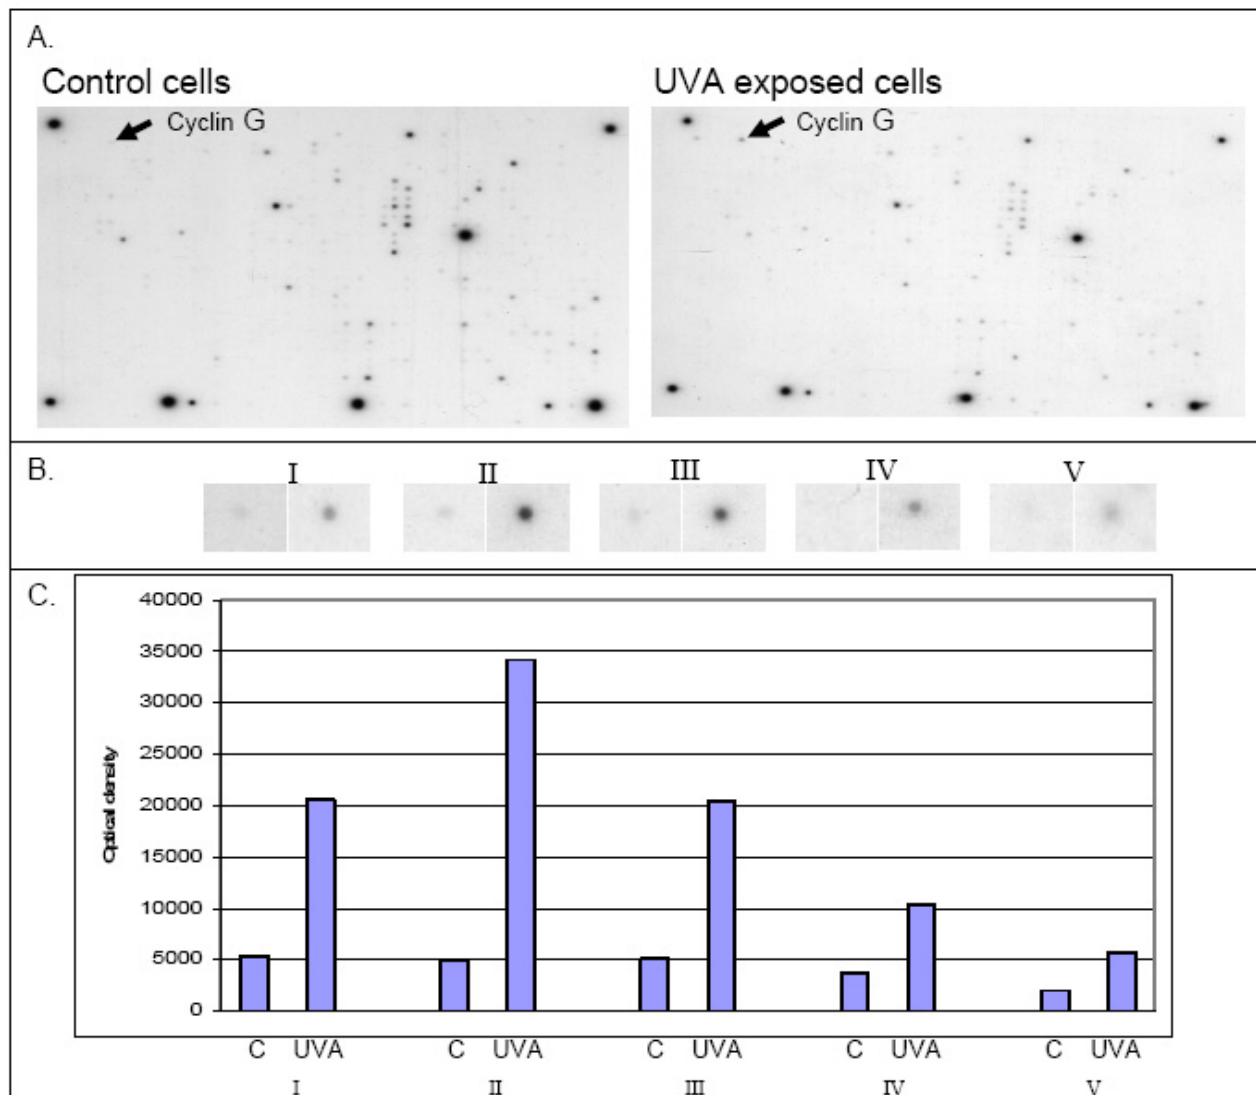 A.
Control cells
UVA exposed cells
Cyclin G
Cyclin G
B.
I II III IV V
C.
40000
35000
30000
25000
20000
15000
10000
5000
0
Optical density
C UVA C UVA C UVA C UVA C UVA
I II III IV V